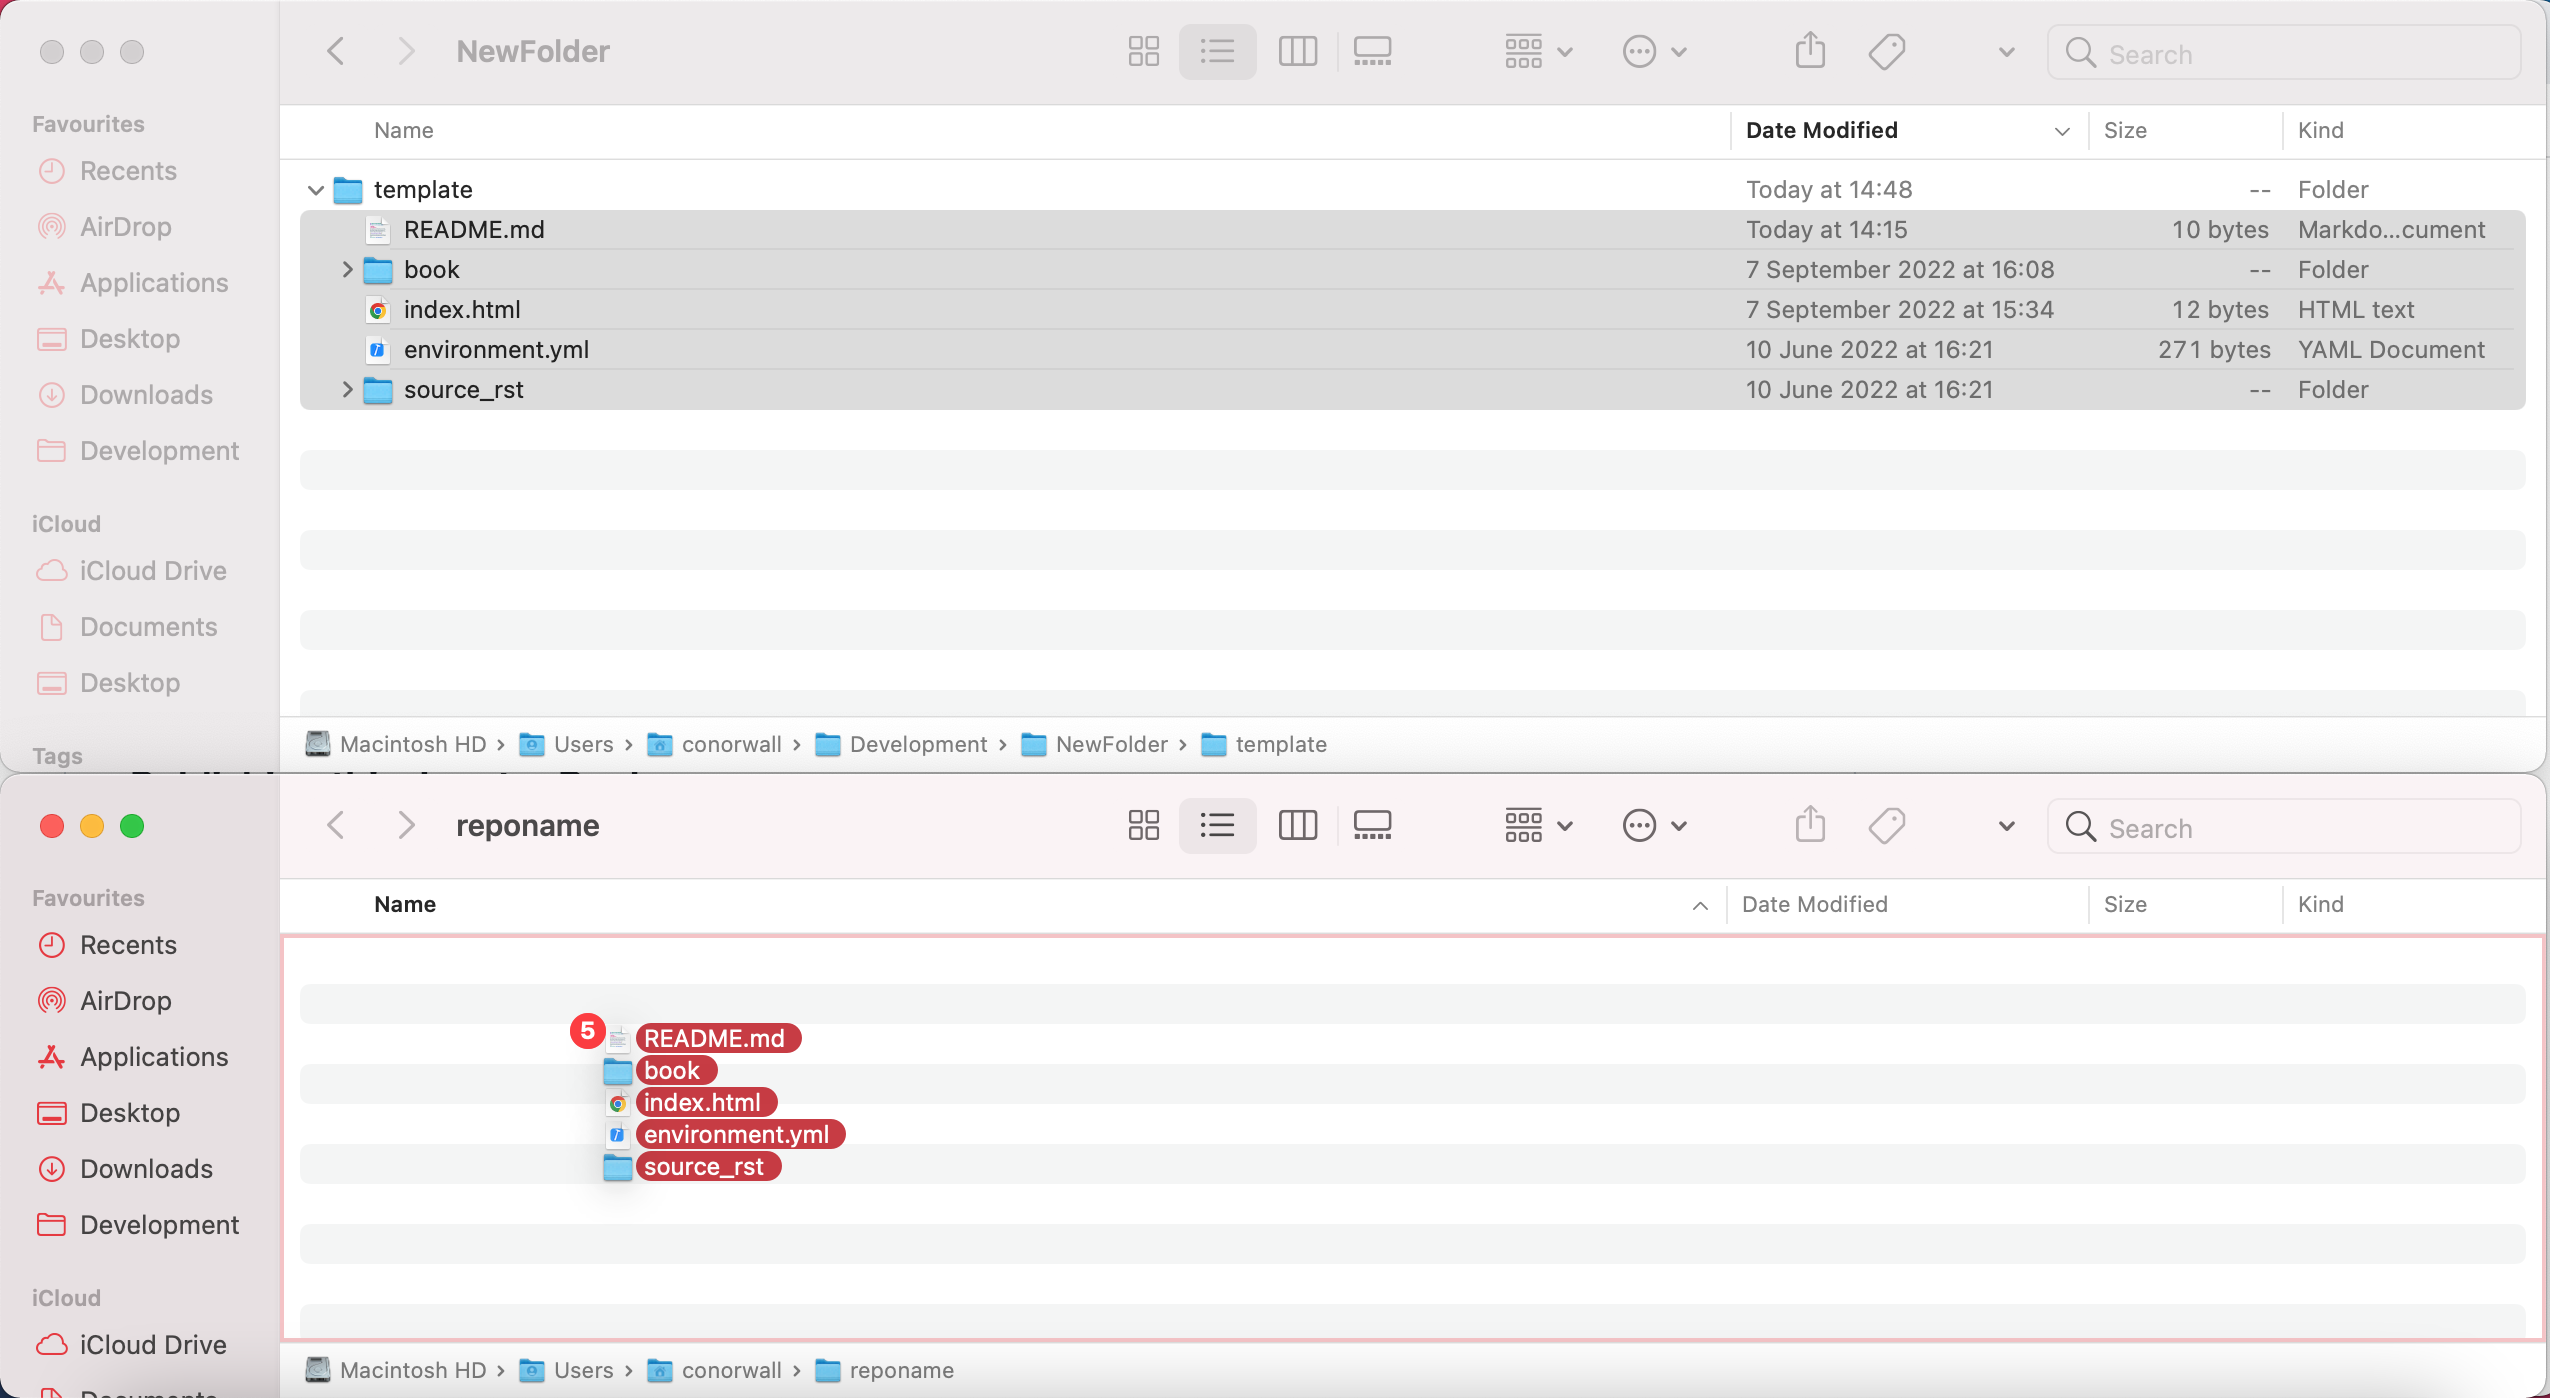 NewFolder
Search
Favourites
Recents
AirDrop
Applications
Desktop
Downloads
Development
iCloud
iCloud Drive
Documents
Desktop
Tags
Name Date Modified Size Kind
template Today at 14:48 -- Folder
README.md Today at 14:15 10 bytes Markdo...cument
book 7 September 2022 at 16:08 -- Folder
index.html 7 September 2022 at 15:34 12 bytes HTML text
environment.yml 10 June 2022 at 16:21 271 bytes YAML Document
source_rst 10 June 2022 at 16:21 -- Folder
Macintosh HD › Users › conorwall › Development › NewFolder › template
reponame
Search
Favourites
Recents
AirDrop
Applications
Desktop
Downloads
Development
iCloud
iCloud Drive
Name Date Modified Size Kind
5 README.md
book
index.html
environment.yml
source_rst
Macintosh HD › Users › conorwall › reponame